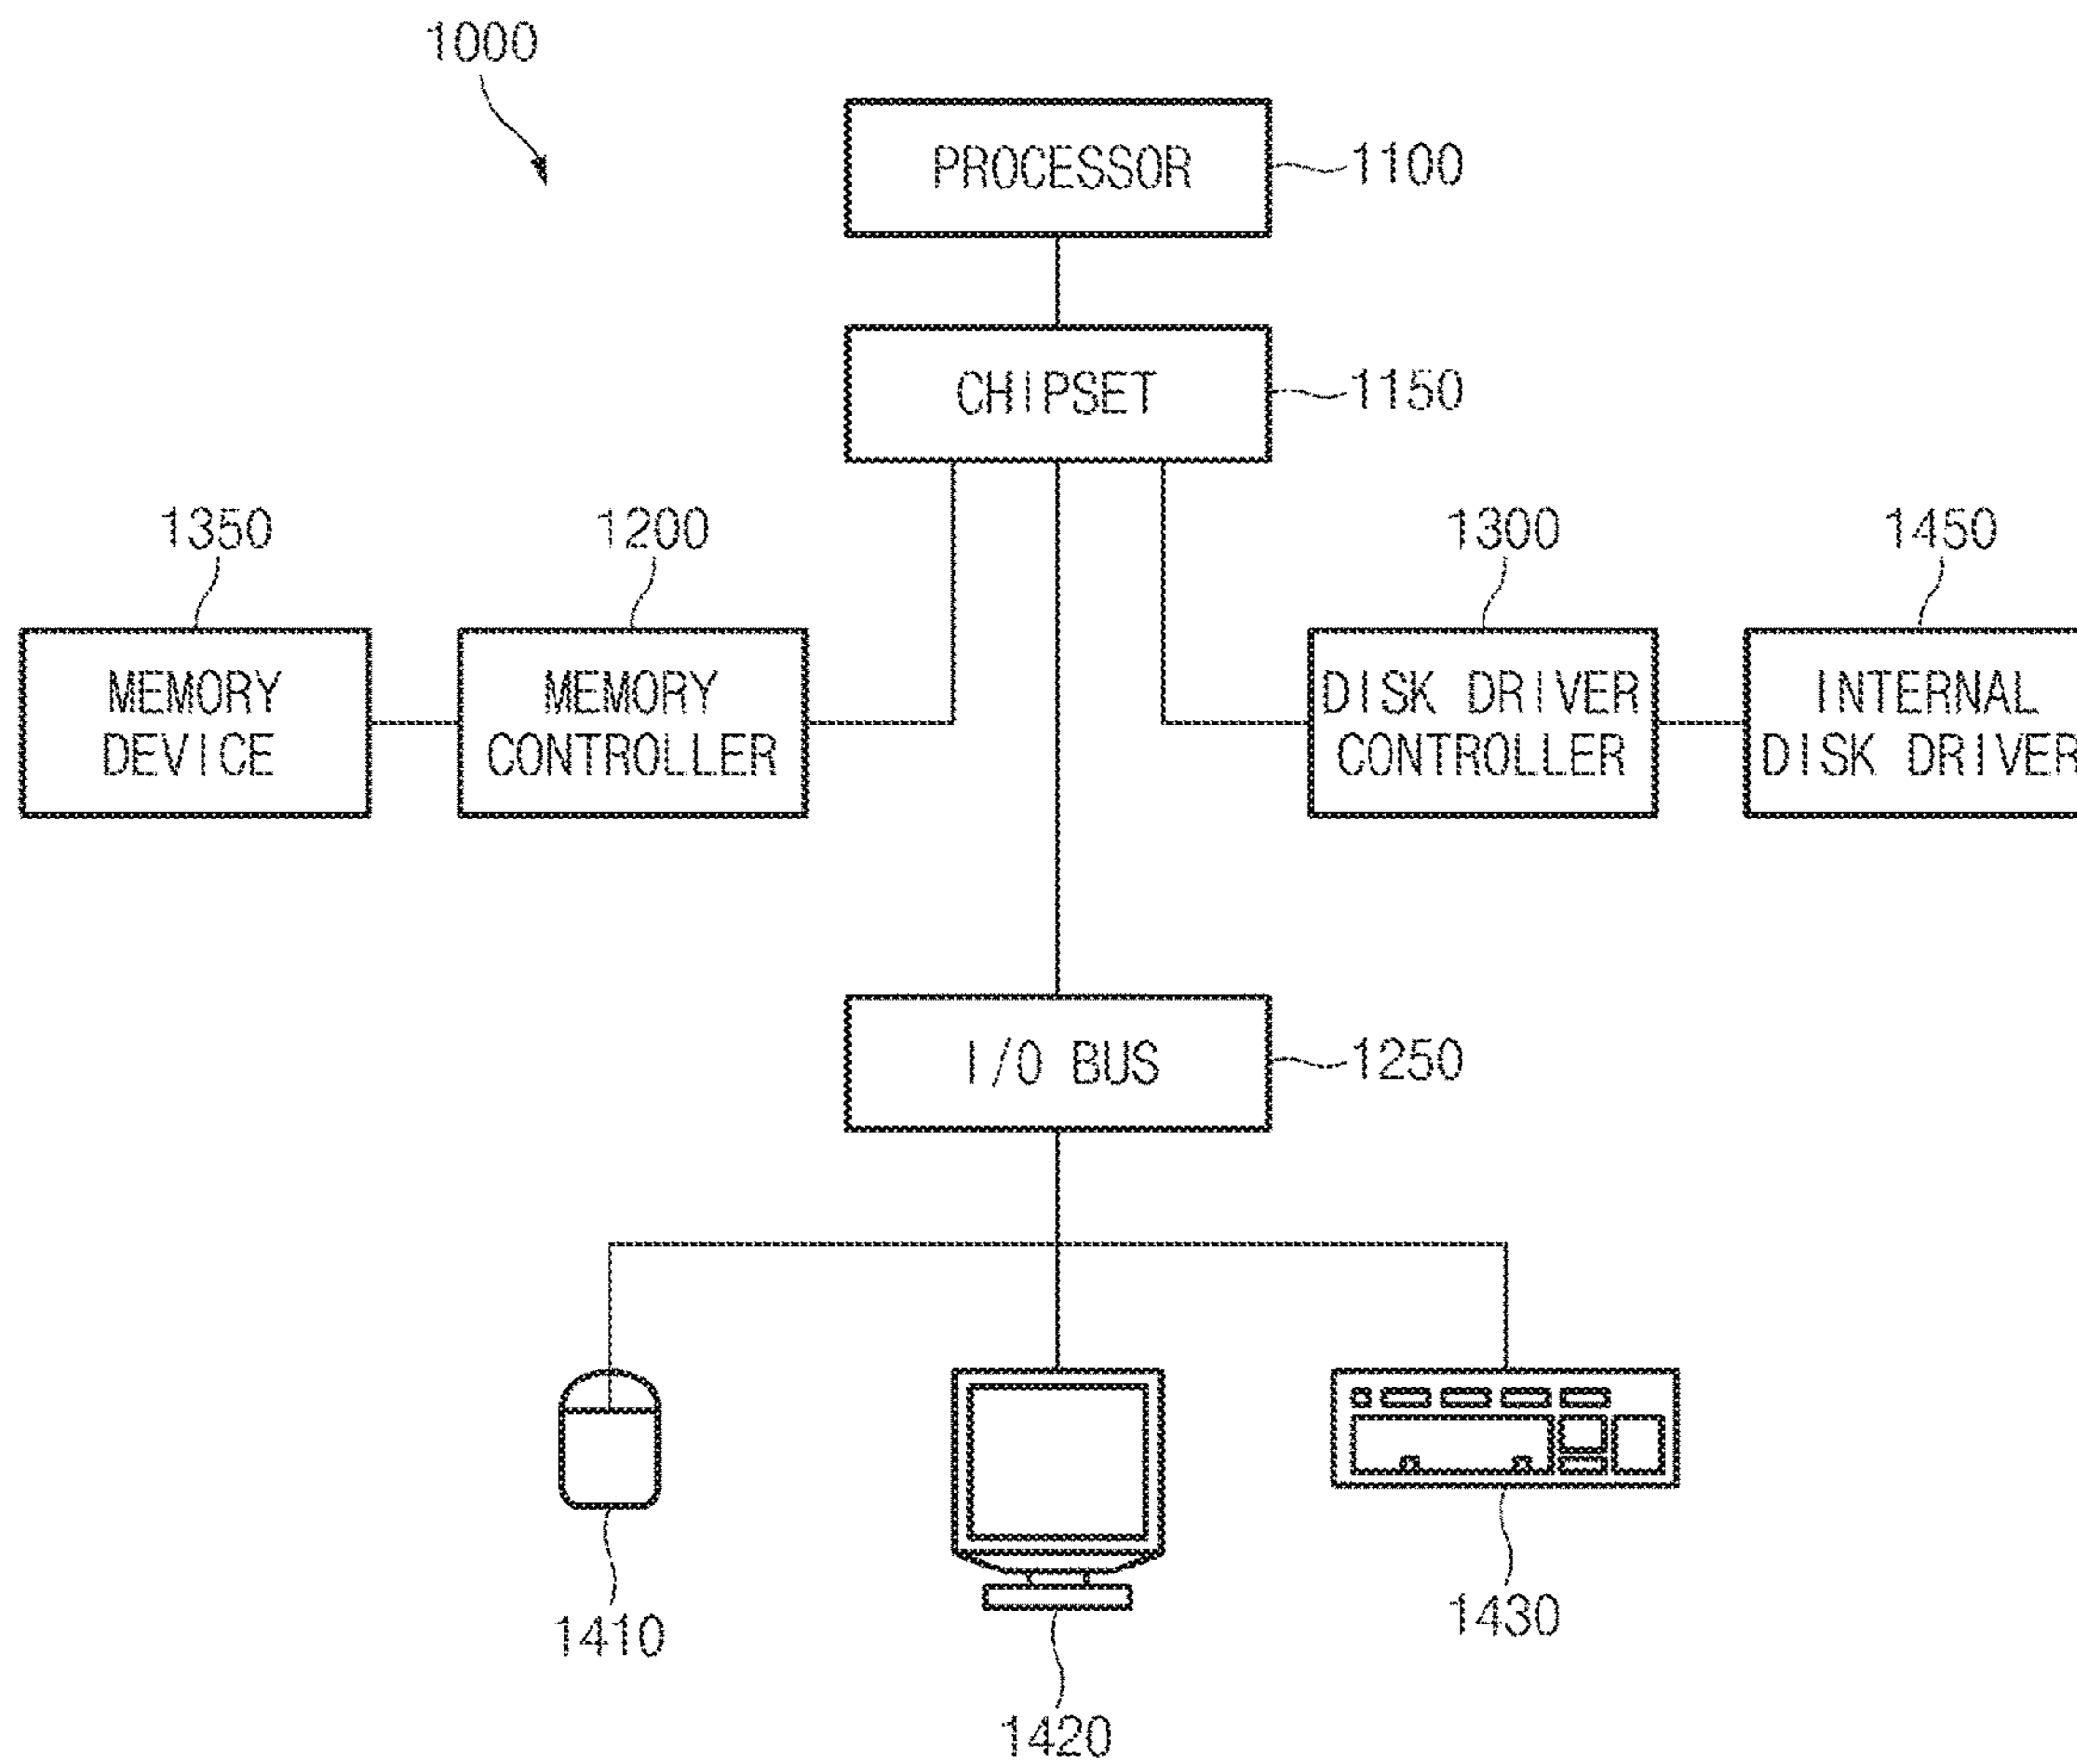 1000
PROCESSOR
1100
CHIPSET
1150
1350
1200
1300
1450
MEMORY
DEVICE
MEMORY
CONTROLLER
DISK DRIVER
CONTROLLER
INTERNAL
DISK DRIVER
I/O BUS
1250
1410
1420
1430